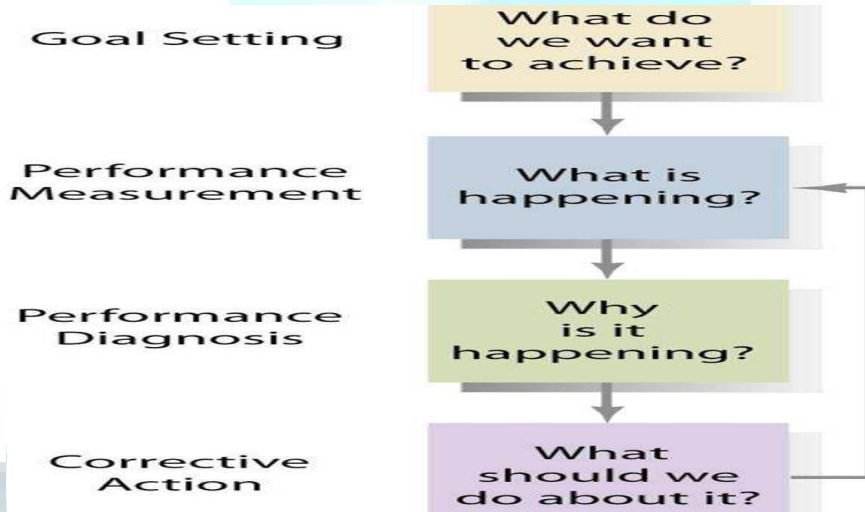 Goal Setting
What do
we want
to achieve?
Performance
Measurement
What is
happening?
Performance
Diagnosis
Why
is it
happening?
Corrective
Action
What
should we
do about it?